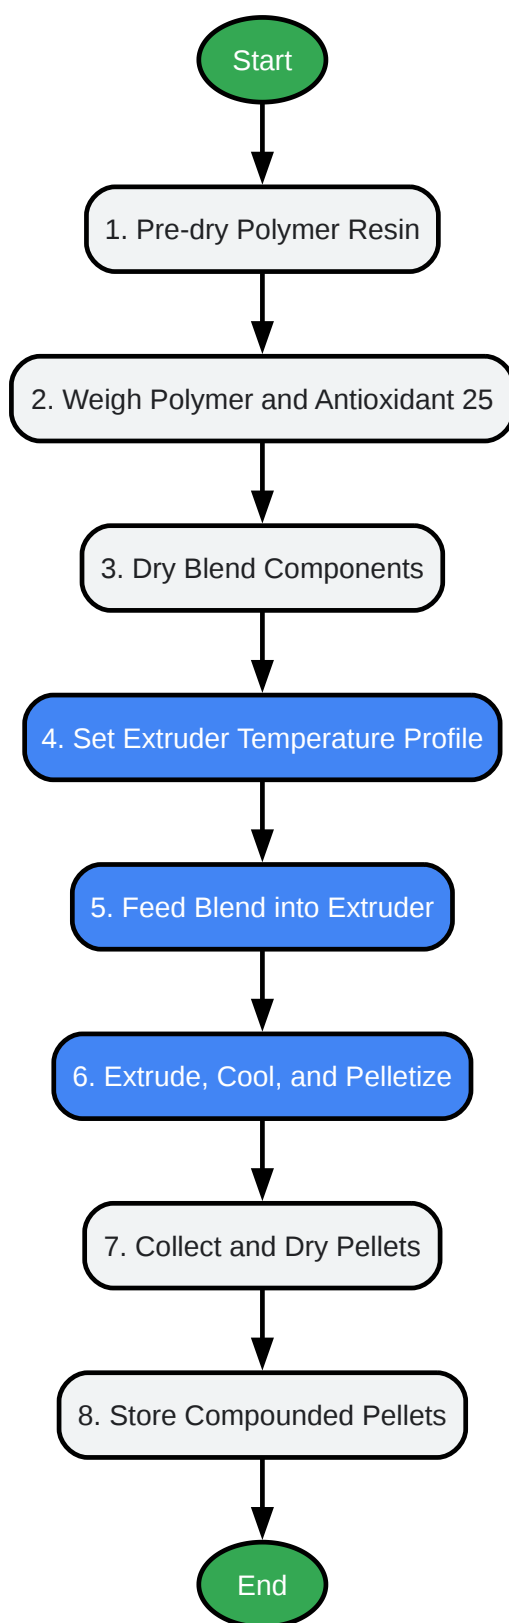 Start
1. Pre-dry Polymer Resin
2. Weigh Polymer and Antioxidant 25
3. Dry Blend Components
4. Set Extruder Temperature Profile
5. Feed Blend into Extruder
6. Extrude, Cool, and Pelletize
7. Collect and Dry Pellets
8. Store Compounded Pellets
End